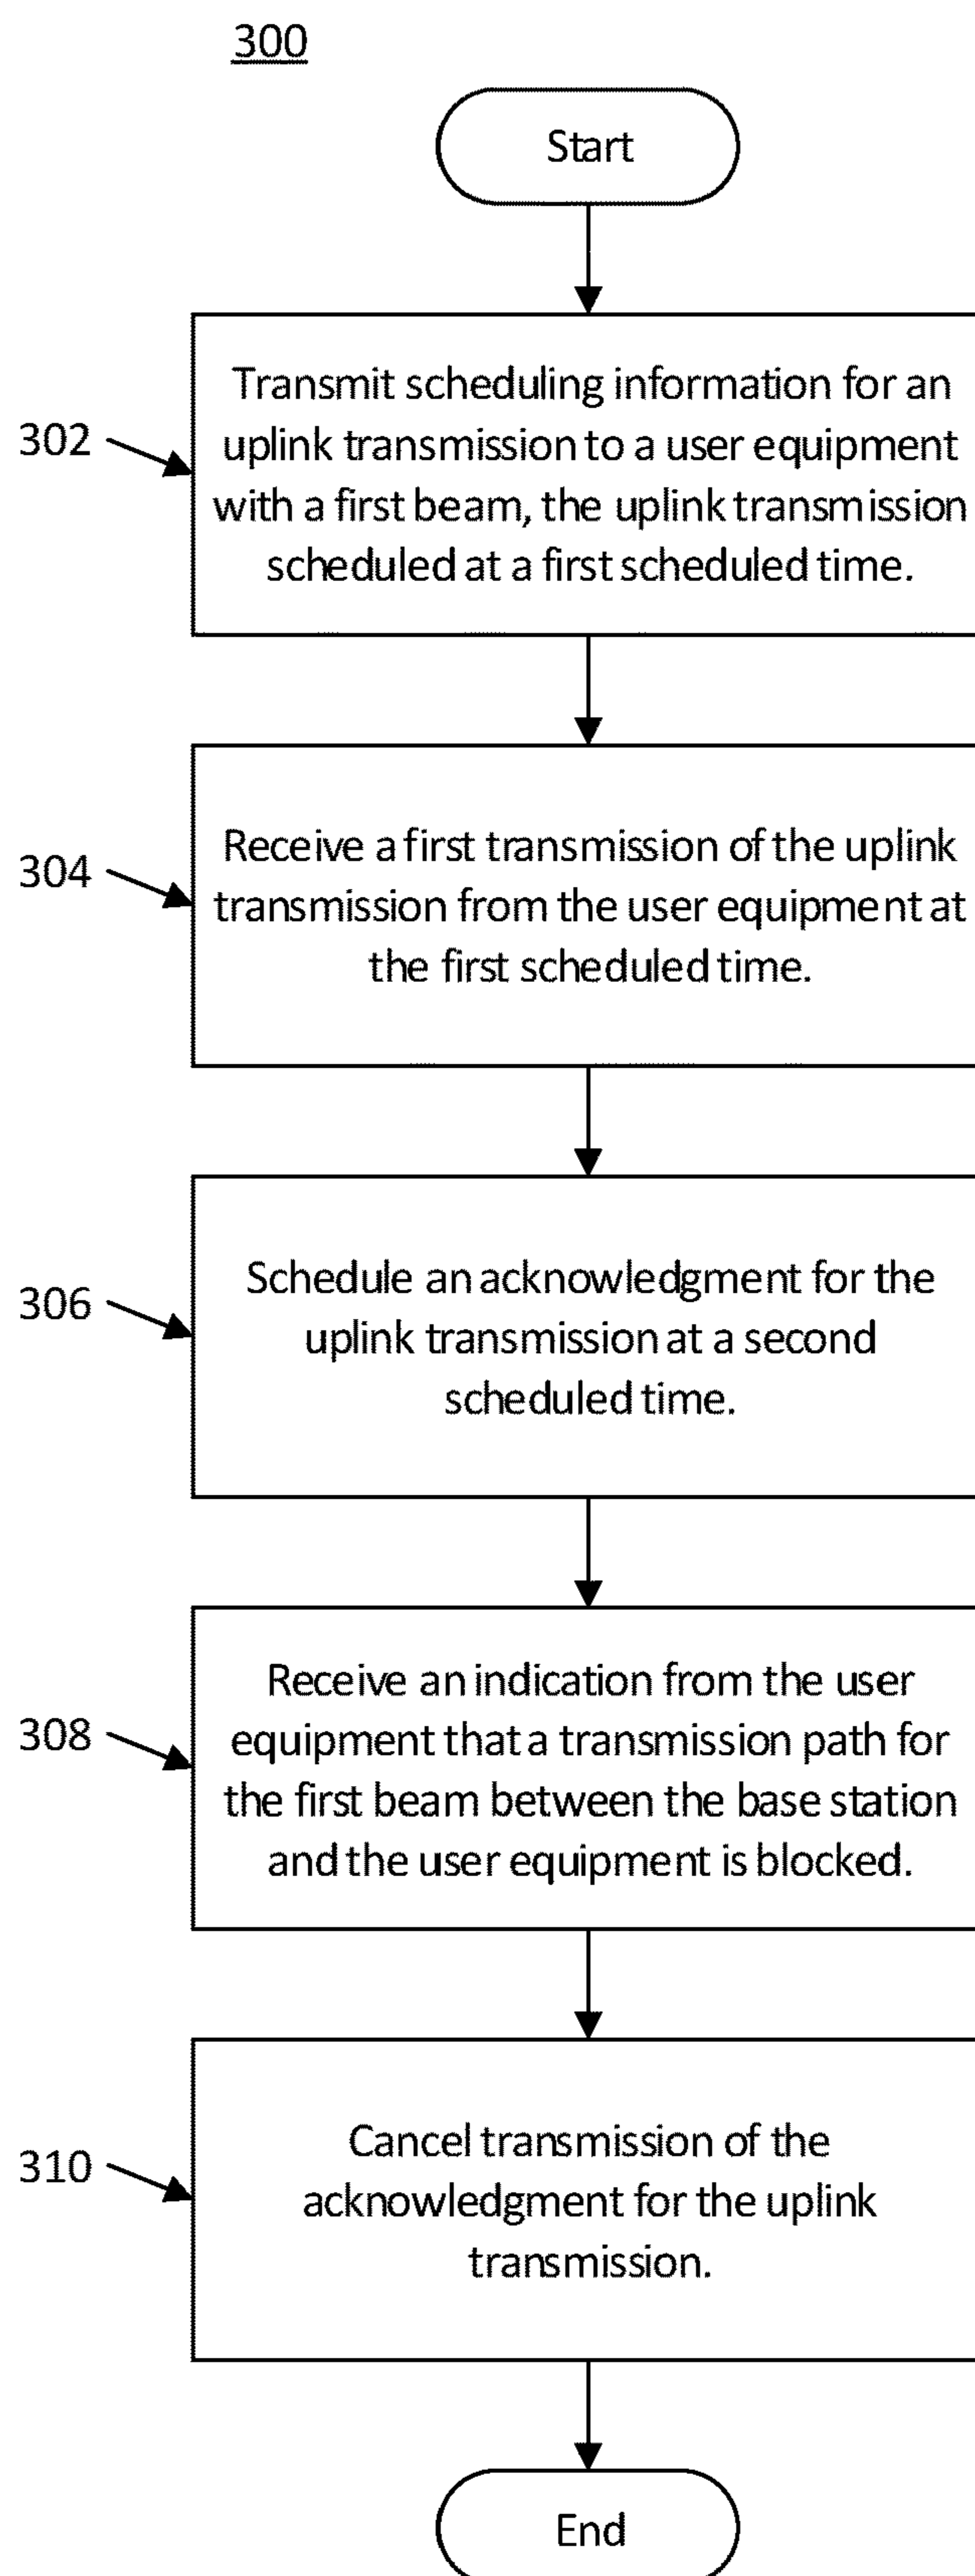 300
Start
302
Transmit scheduling information for an
uplink transmission to a user equipment
with a first beam, the uplink transmission
scheduled at a first scheduled time.
304
Receive a first transmission of the uplink
transmission from the user equipment at
the first scheduled time.
306
Schedule an acknowledgment for the
uplink transmission at a second
scheduled time.
308
Receive an indication from the user
equipment that a transmission path for
the first beam between the base station
and the user equipment is blocked.
310
Cancel transmission of the
acknowledgment for the uplink
transmission.
End